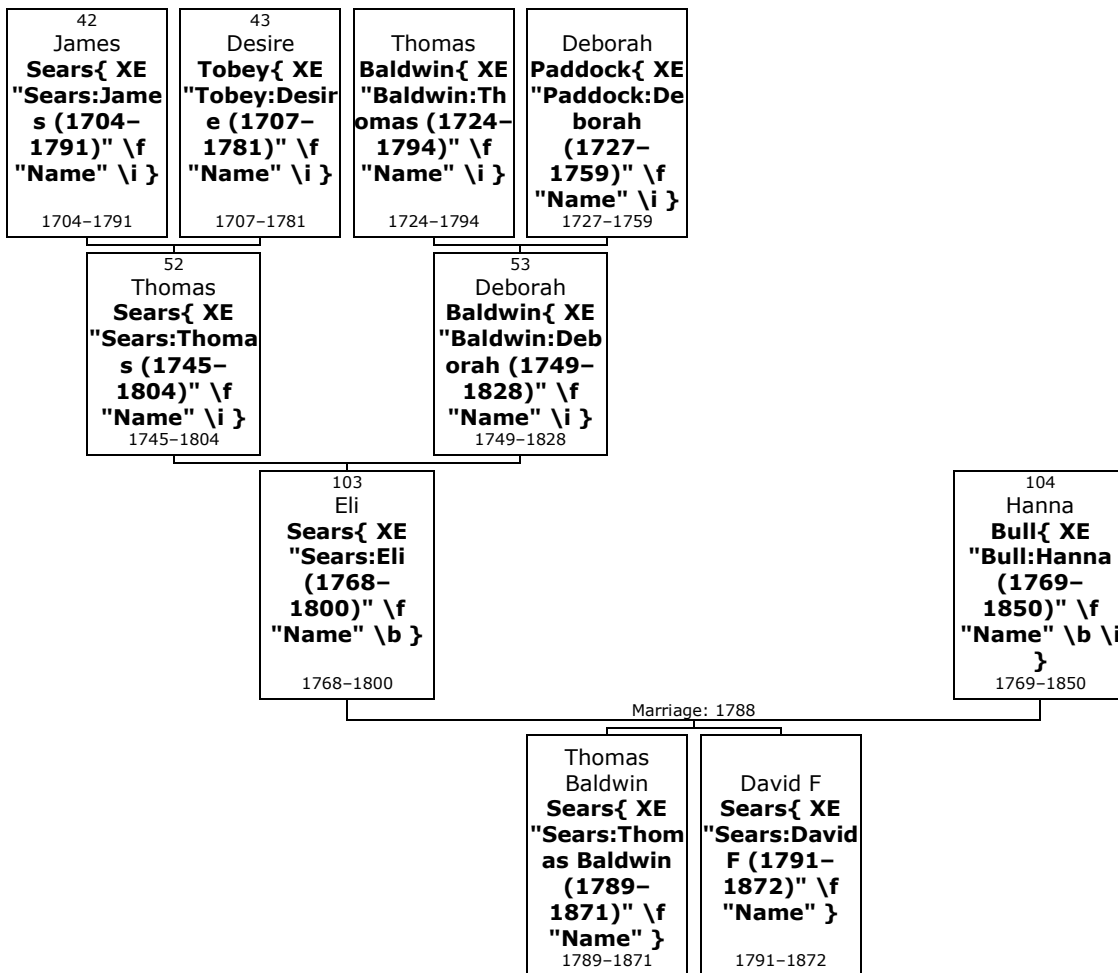 42
James
Sears{ XE
"Sears:Jame
s (1704–
1791)" \f
"Name" \i }
1704–1791
43
Desire
Tobey{ XE
"Tobey:Desir
e (1707–
1781)" \f
"Name" \i }
1707–1781
Thomas
Baldwin{ XE
"Baldwin:Th
omas (1724–
1794)" \f
"Name" \i }
1724–1794
Deborah
Paddock{ XE
"Paddock:De
borah
(1727–
1759)" \f
"Name" \i }
1727–1759
52
Thomas
Sears{ XE
"Sears:Thoma
s (1745–
1804)" \f
"Name" \i }
1745–1804
53
Deborah
Baldwin{ XE
"Baldwin:Deb
orah (1749–
1828)" \f
"Name" \i }
1749–1828
103
Eli
Sears{ XE
"Sears:Eli
(1768–
1800)" \f
"Name" \b }
1768–1800
104
Hanna
Bull{ XE
"Bull:Hanna
(1769–
1850)" \f
"Name" \b \i
}
1769–1850
Marriage: 1788
Thomas
Baldwin
Sears{ XE
"Sears:Thom
as Baldwin
(1789–
1871)" \f
"Name" }
1789–1871
David F
Sears{ XE
"Sears:David
F (1791–
1872)" \f
"Name" }
1791–1872